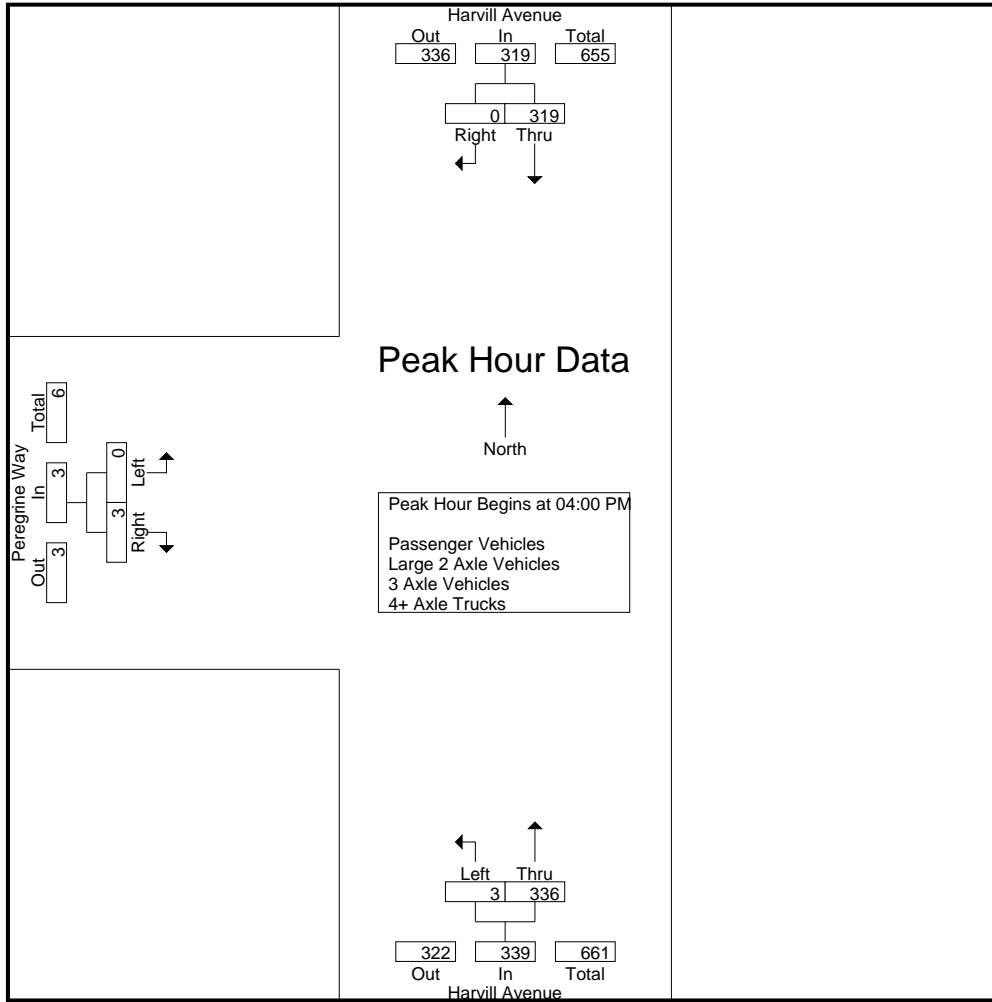 Harvill Avenue
Out In Total
336 319 655
0 319
Right Thru
Peak Hour Data
North
Peak Hour Begins at 04:00 PM
Passenger Vehicles
Large 2 Axle Vehicles
3 Axle Vehicles
4+ Axle Trucks
Peregrine Way
Out In Total
3 3 6
3 0
Right Left
Left Thru
3 336
322 339 661
Out In Total
Harvill Avenue